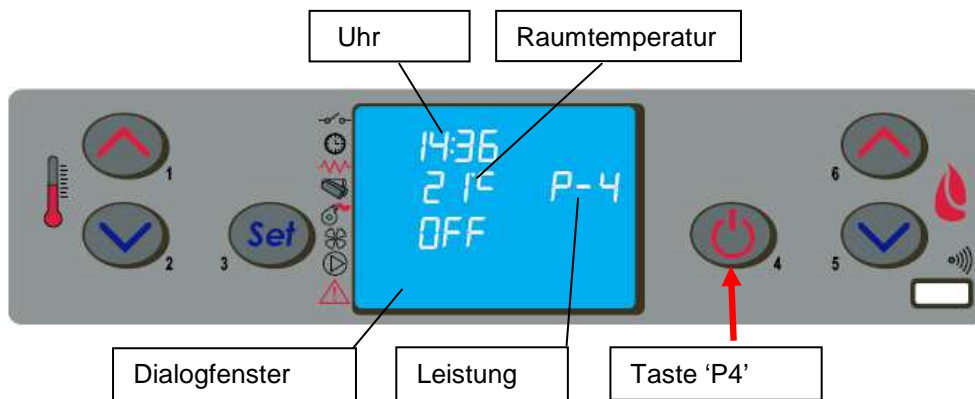 Uhr
Raumtemperatur
14:36
21°C P-4
OFF
Set
1
2
3
4
5
6
Dialogfenster
Leistung
Taste ‘P4’